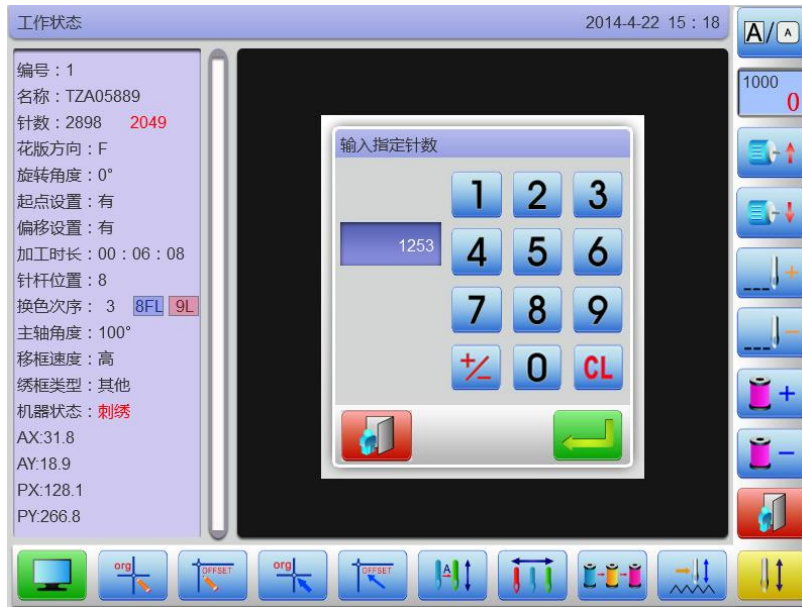 工作状态 2014-4-22 15：18
编号：1
名称：TZA05889
针数：2898 2049
花版方向：F
旋转角度：0°
起点设置：有
偏移设置：有
加工时长：00：06：08
针杆位置：8
换色次序： 3 8FL 9L
主轴角度：100°
移框速度：高
绣框类型：其他
机器状态：刺绣
AX:31.8
AY:18.9
PX:128.1
PY:266.8
输入指定针数
1253
1 2 3
4 5 6
7 8 9
+/- 0 CL
A/A
1000
0
+
−
+
−
org OFFSET org OFFSET A